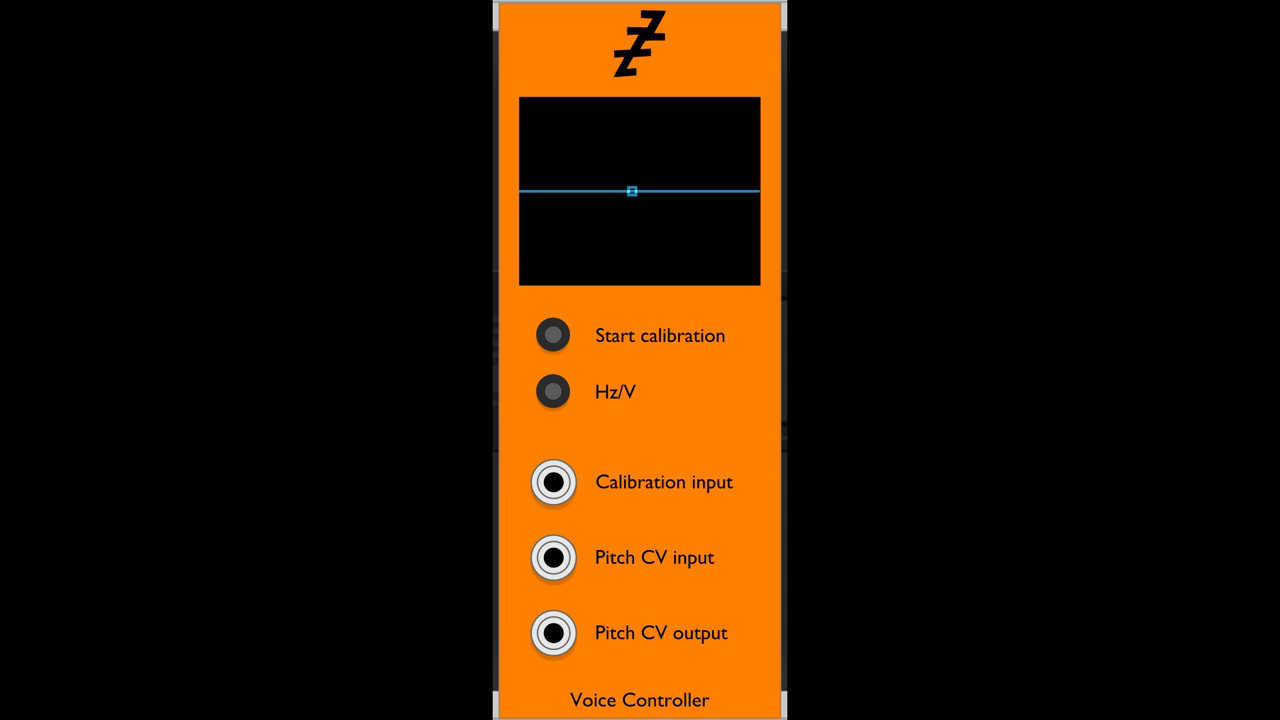 Start calibration
Hz/V
Calibration input
Pitch CV input
Pitch CV output
Voice Controller